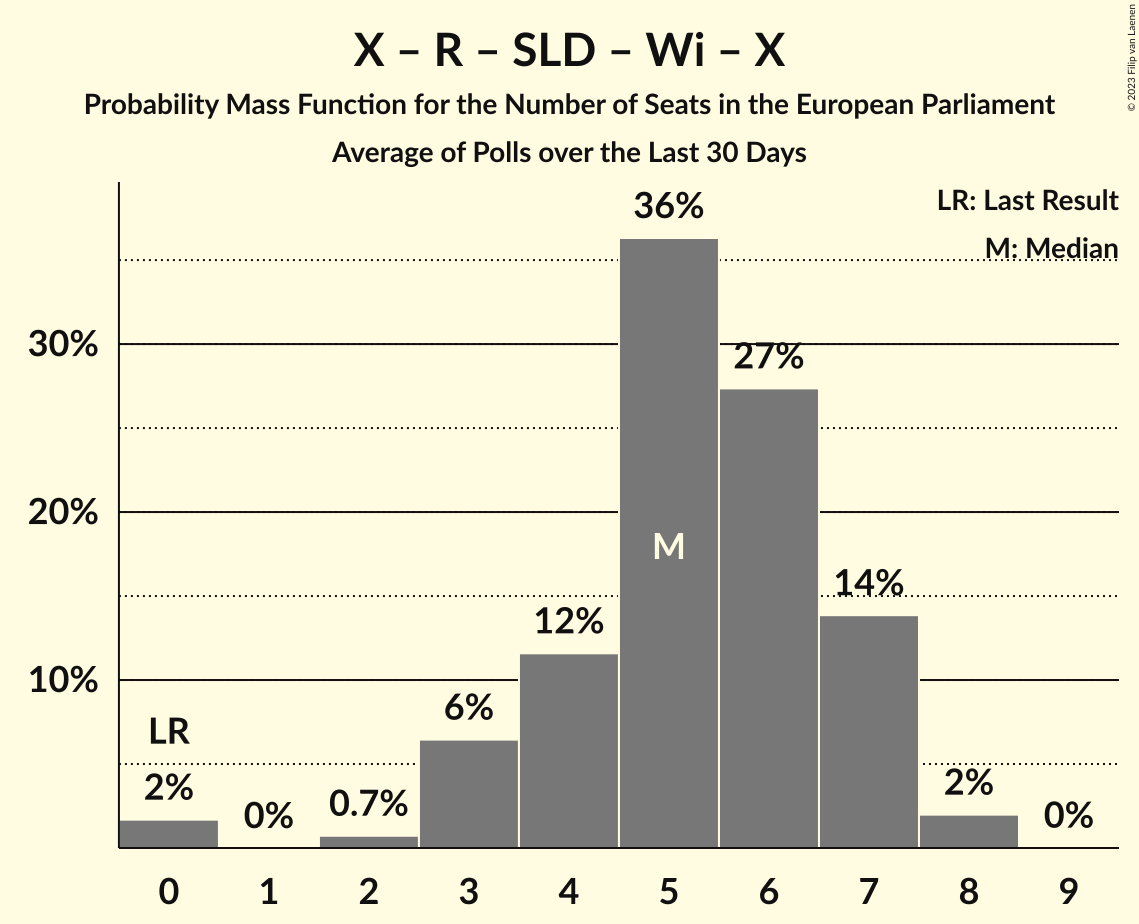 X – R – SLD – Wi – X
Probability Mass Function for the Number of Seats in the European Parliament
Average of Polls over the Last 30 Days
© 2023 Filip van Laenen
LR: Last Result
M: Median
36%
30%
27%
20%
M
14%
12%
10%
6%
LR
2%
0%
0.7%
2%
0%
0 1 2 3 4 5 6 7 8 9